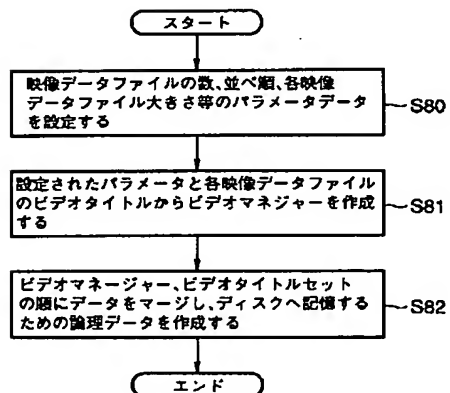 スタート
映像データファイルの数、並べ順、各映像
データファイル大きさ等のパラメータデータ
を設定する
S80
設定されたパラメータと各映像データファイル
のビデオタイトルからビデオマネジャーを作成
する
S81
ビデオマネージャー、ビデオタイトルセット
の順にデータをマージし、ディスクへ記憶する
ための論理データを作成する
S82
エンド